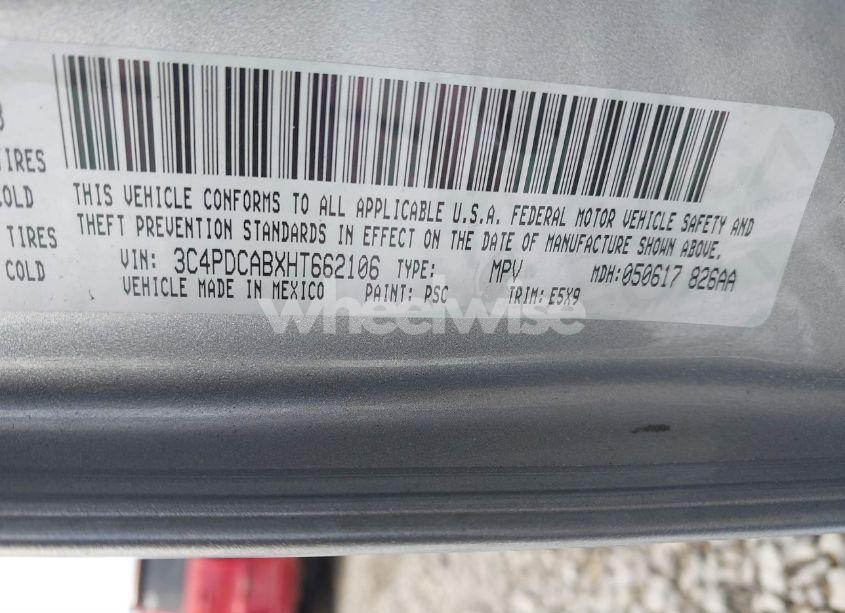 TIRES
COLD
TIRES
COLD
THIS VEHICLE CONFORMS TO ALL APPLICABLE U.S.A. FEDERAL MOTOR VEHICLE SAFETY AND
THEFT PREVENTION STANDARDS IN EFFECT ON THE DATE OF MANUFACTURE SHOWN ABOVE.
VIN: 3C4PDCABXHT662106 TYPE: MPV MDH:050617 826AA
VEHICLE MADE IN MEXICO PAINT: PSC TRIM: E5X9
wheelwise